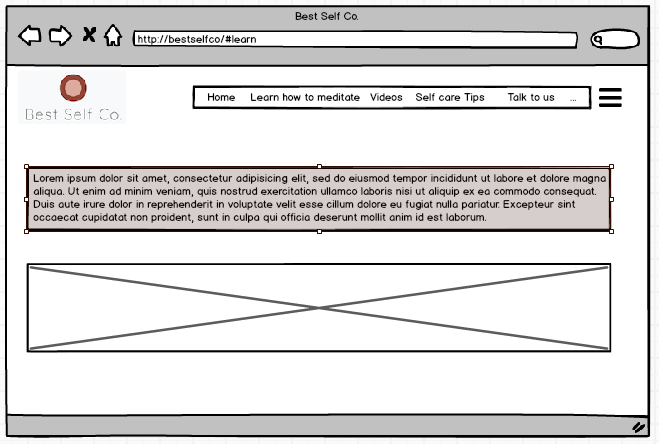 Best Self Co.
http://bestselfco/#learn
Best Self Co.
Home Learn how to meditate Videos Self care Tips Talk to us ...
Lorem ipsum dolor sit amet, consectetur adipisicing elit, sed do eiusmod tempor incididunt ut labore et dolore magna
aliqua. Ut enim ad minim veniam, quis nostrud exercitation ullamco laboris nisi ut aliquip ex ea commodo consequat.
Duis aute irure dolor in reprehenderit in voluptate velit esse cillum dolore eu fugiat nulla pariatur. Excepteur sint
occaecat cupidatat non proident, sunt in culpa qui officia deserunt mollit anim id est laborum.